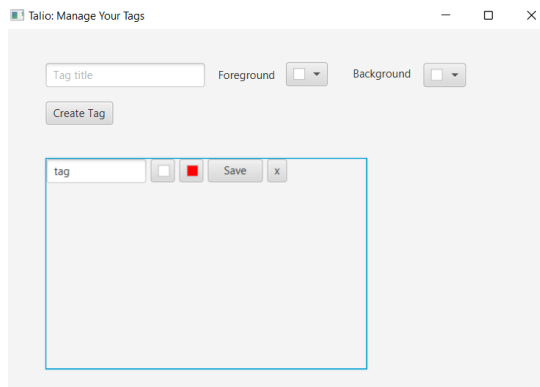 Talio: Manage Your Tags
Tag title Foreground Background
Create Tag
tag Save x